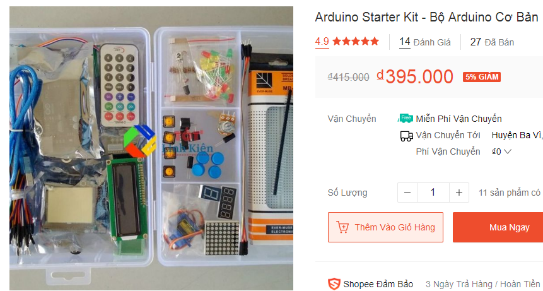 Arduino Starter Kit - Bộ Arduino Cơ Bản
4.9
14 Đánh Giá
27 Đã Bán
₫415.000 ₫395.000 5% GIẢM
Vận Chuyển
Miễn Phí Vận Chuyển
Vận Chuyển Tới Huyện Ba Vì,
Phí Vận Chuyển ₫0
Số Lượng
1
11 sản phẩm có
Thêm Vào Giỏ Hàng
Mua Ngay
Shopee Đảm Bảo
3 Ngày Trả Hàng / Hoàn Tiền